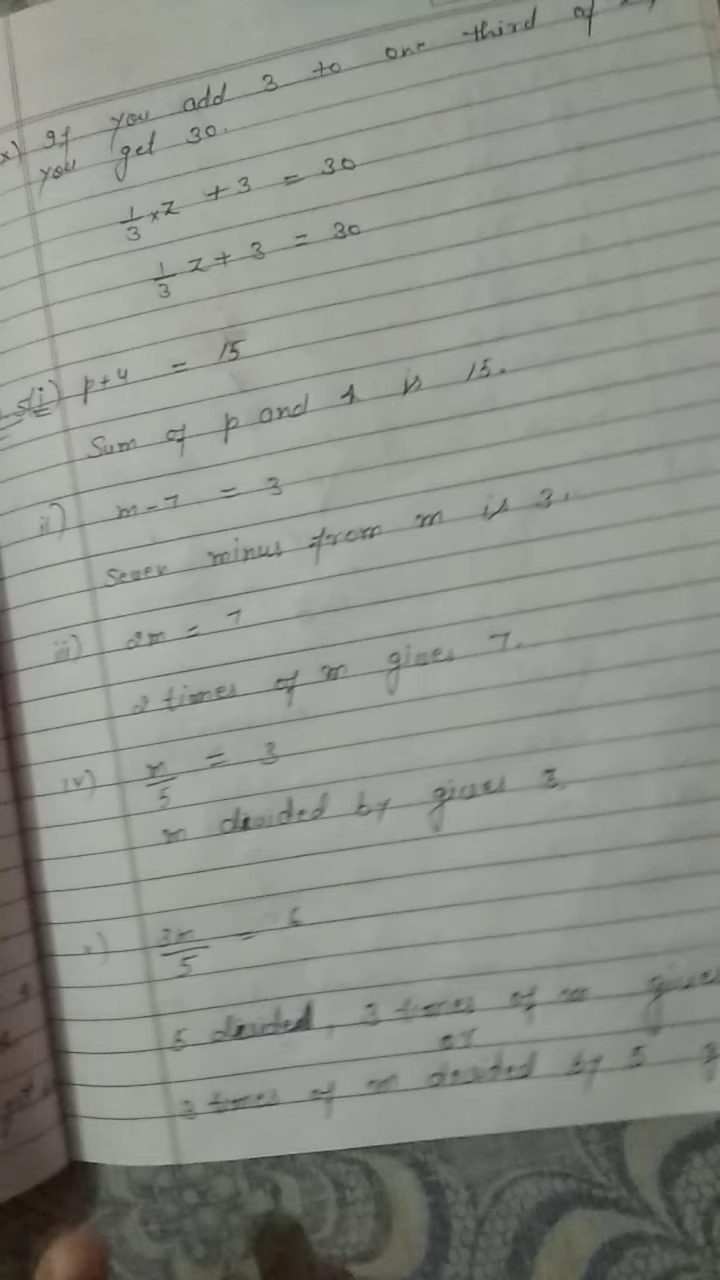 x) If you add 3 to one third of
you get 30.
1/3 × z + 3 = 30
1/3 z + 3 = 30
5(i) p+4 = 15
Sum of p and 4 is 15.
ii) m-7 = 3
Seven minus from m is 3.
iii) 2m = 7
2 times of m gives 7.
iv) m/5 = 3
m devided by gives 3.
v) 3m/5 = 6
5 devided, 3 times of m gives
or
3 times of m devided by 5 g